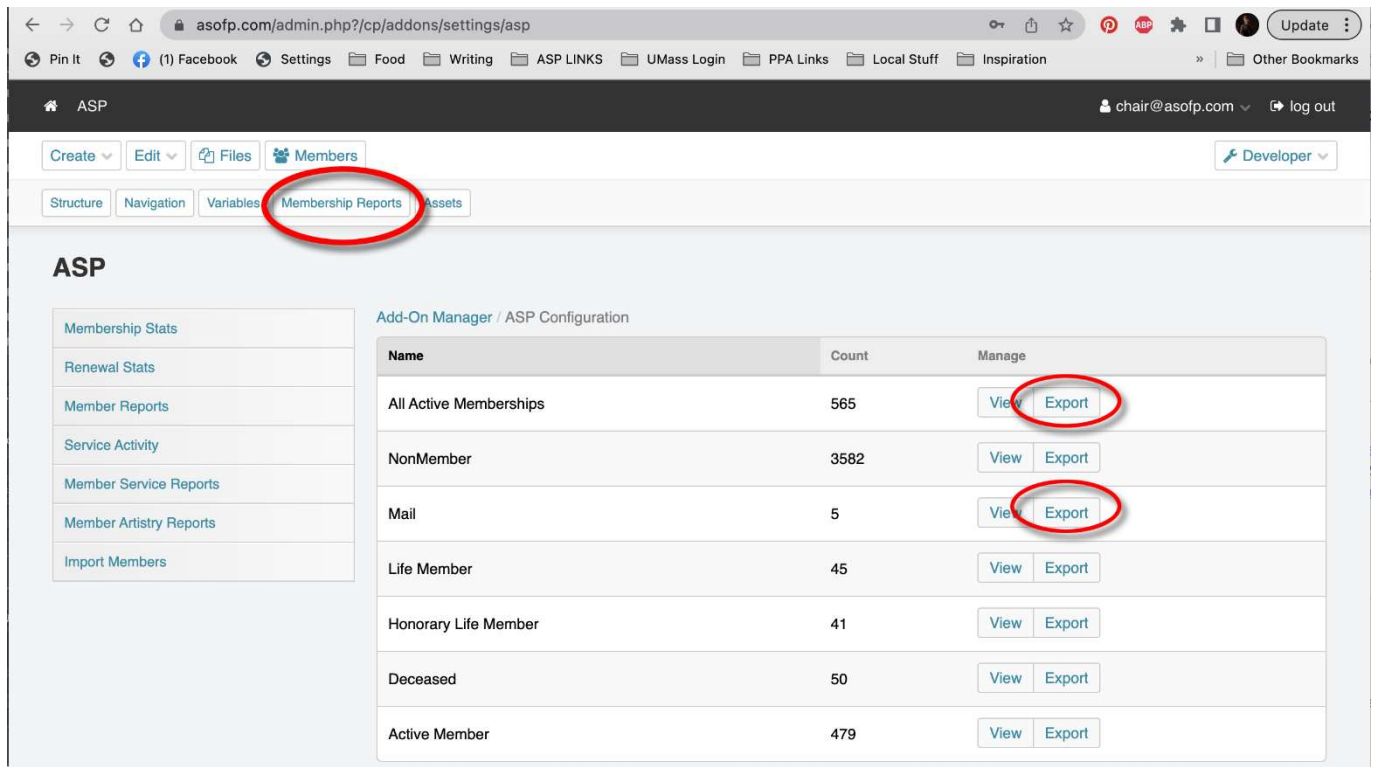 asofp.com/admin.php?/cp/addons/settings/asp Update
Pin It (1) Facebook Settings Food Writing ASP LINKS UMass Login PPA Links Local Stuff Inspiration » Other Bookmarks
ASP chair@asofp.com log out
Create Edit Files Members Developer
Structure Navigation Variables Membership Reports Assets
ASP
Add-On Manager / ASP Configuration
Membership Stats
Renewal Stats
Member Reports
Service Activity
Member Service Reports
Member Artistry Reports
Import Members
Name Count Manage
All Active Memberships 565 View Export
NonMember 3582 View Export
Mail 5 View Export
Life Member 45 View Export
Honorary Life Member 41 View Export
Deceased 50 View Export
Active Member 479 View Export
ABP